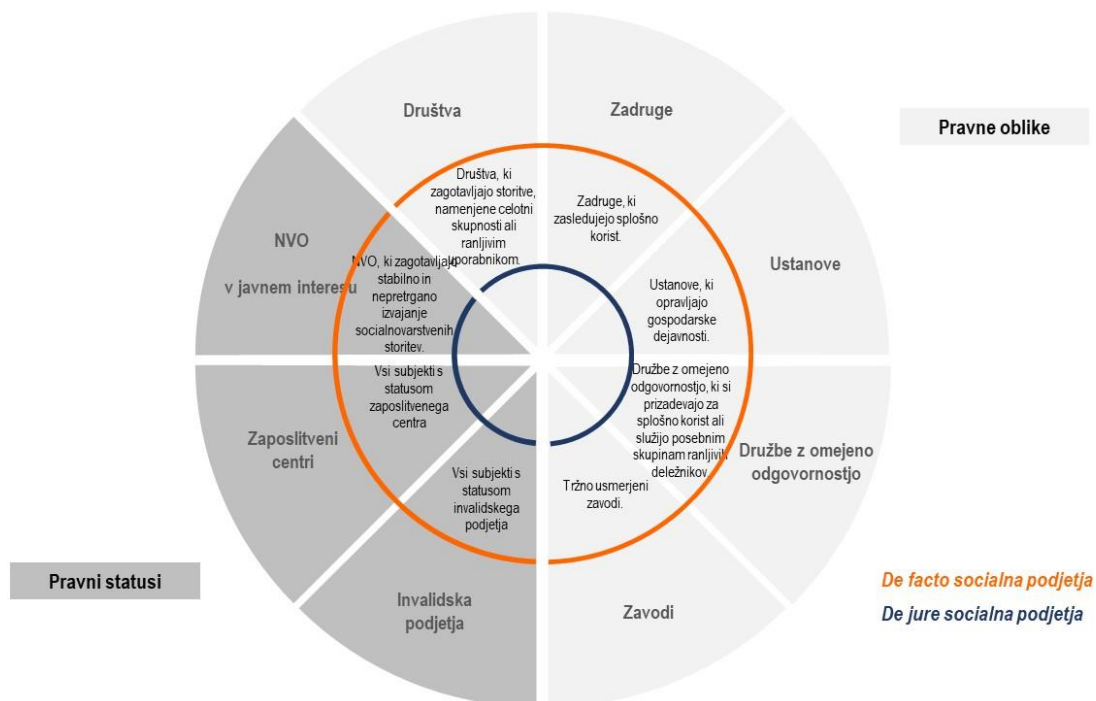 Društva
Zadruge
Pravne oblike
Društva, ki
zagotavljajo storitve,
namenjene celotni
skupnosti ali
ranljivim
uporabnikom.
Zadruge, ki
zasledujejo splošno
korist.
NVO
v javnem interesu
NVO, ki zagotavljajo
stabilno in
nepretrgano
izvajanje
socialnovarstvenih
storitev.
Ustanove
Ustanove, ki
opravljajo
gospodarske
dejavnosti.
Zaposlitveni
centri
Vsi subjekti s
statusom
zaposlitvenega
centra
Družbe z omejeno
odgovornostjo, ki si
prizadevajo za
splošno korist ali
služijo posebnim
skupinam ranljivih
deležnikov.
Družbe z omejeno
odgovornostjo
Vsi subjekti s
statusom
invalidskega
podjetja
Tržno usmerjeni
zavodi.
Pravni statusi
Invalidska
podjetja
Zavodi
De facto socialna podjetja
De jure socialna podjetja